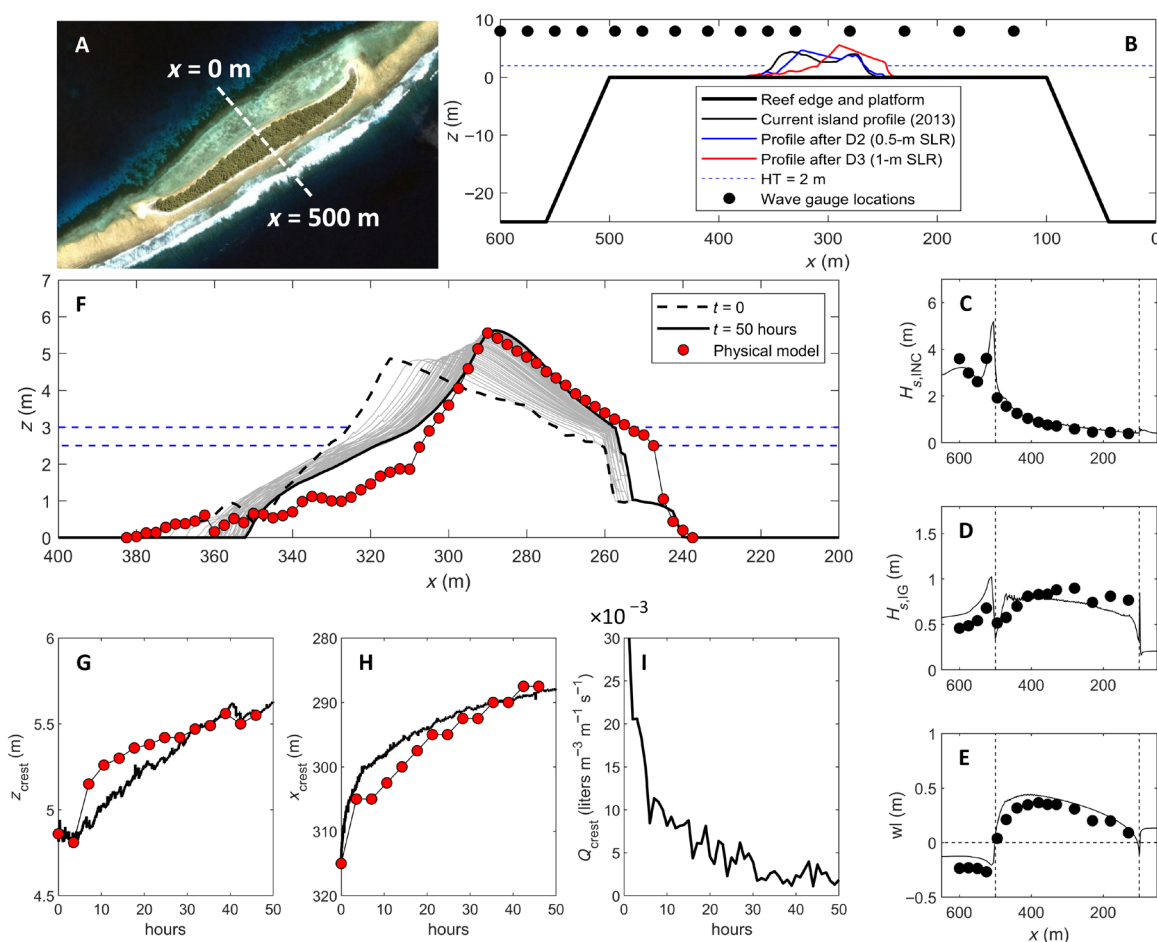 A
x = 0 m
x = 500 m
B
10
0
−10
−20
z (m)
Reef edge and platform
Current island profile (2013)
Profile after D2 (0.5-m SLR)
Profile after D3 (1-m SLR)
HT = 2 m
Wave gauge locations
600 500 400 300 200 100 0
x (m)
F
7
6
5
4
3
2
1
0
z (m)
t = 0
t = 50 hours
Physical model
400 380 360 340 320 300 280 260 240 220 200
x (m)
C
6
4
2
0
Hs,INC (m)
600 400 200
D
1.5
1
0.5
0
Hs,IG (m)
600 400 200
E
1
0.5
0
−0.5
wl (m)
600 400 200
x (m)
G
6
5.5
5
4.5
zcrest (m)
0 10 20 30 40 50
hours
H
280
290
300
310
320
xcrest (m)
0 10 20 30 40 50
hours
×10−3
I
30
25
20
15
10
5
0
Qcrest (liters m−3 m−1 s−1)
0 10 20 30 40 50
hours